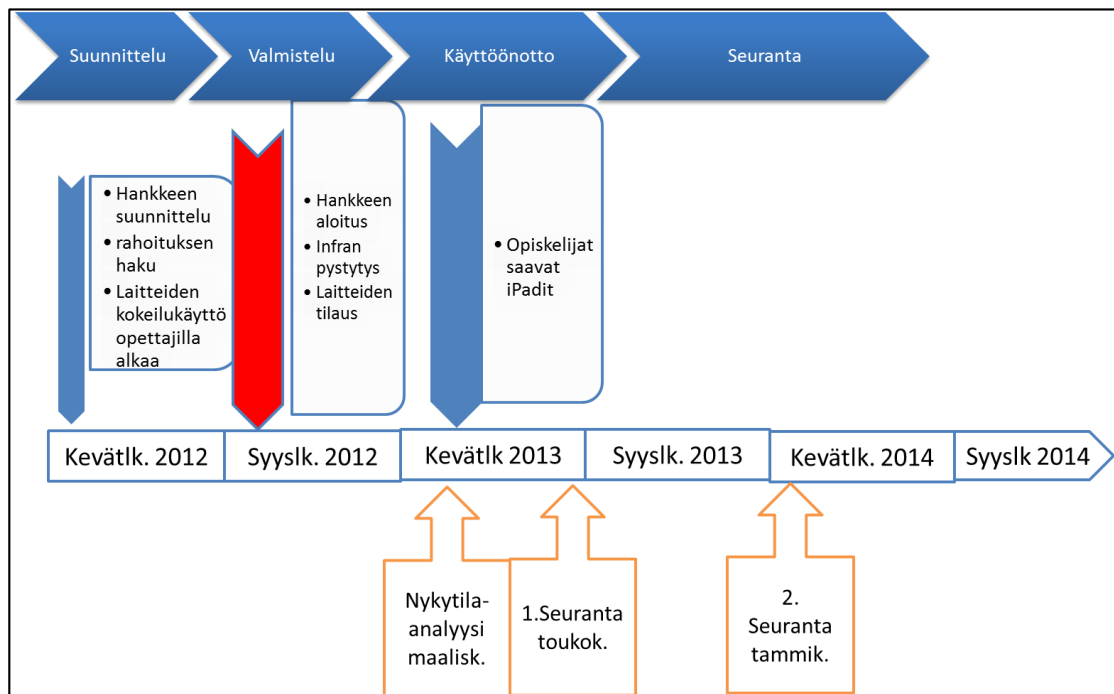 Suunnittelu
Valmistelu
Käyttöönotto
Seuranta
• Hankkeen
suunnittelu
• rahoituksen
haku
• Laitteiden
kokeilukäyttö
opettajilla
alkaa
• Hankkeen
aloitus
• Infran
pystytys
• Laitteiden
tilaus
• Opiskelijat
saavat
iPadit
Kevätlk. 2012
Syyslk. 2012
Kevätlk 2013
Syyslk. 2013
Kevätlk. 2014
Syyslk 2014
Nykytila-
analyysi
maalisk.
1.Seuranta
toukok.
2.
Seuranta
tammik.